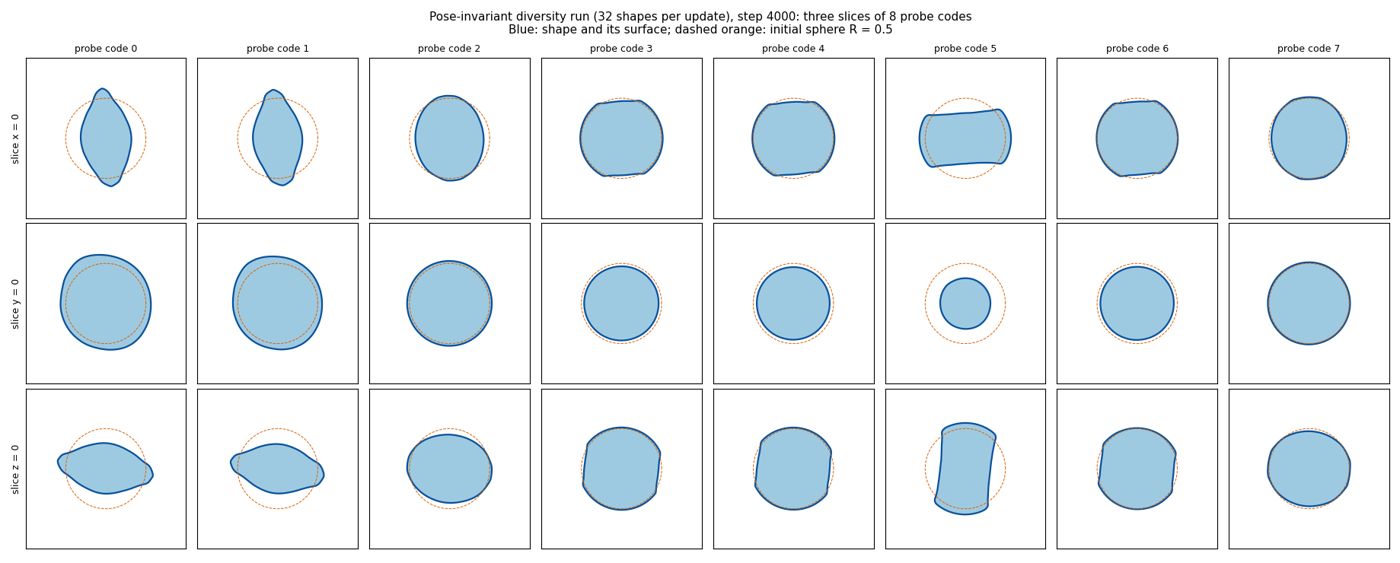 Pose-invariant diversity run (32 shapes per update), step 4000: three slices of 8 probe codes
Blue: shape and its surface; dashed orange: initial sphere R = 0.5
probe code 0
probe code 1
probe code 2
probe code 3
probe code 4
probe code 5
probe code 6
probe code 7
slice x = 0
slice y = 0
slice z = 0